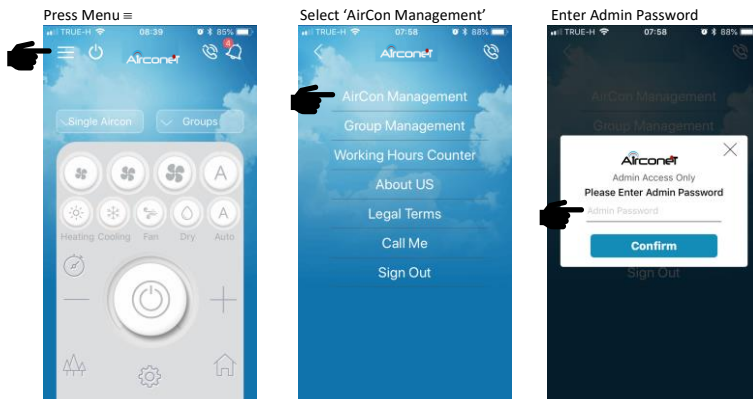 Press Menu ≡
TRUE-H 08:39 85%
Airconet
4
Single Aircon
Groups
A
Heating Cooling Fan Dry Auto
Select ‘AirCon Management’
TRUE-H 07:58 88%
Airconet
AirCon Management
Group Management
Working Hours Counter
About US
Legal Terms
Call Me
Sign Out
Enter Admin Password
TRUE-H 07:58 88%
AirCon Management
Group Management
Airconet
Admin Access Only
Please Enter Admin Password
Admin Password
Confirm
Sign Out